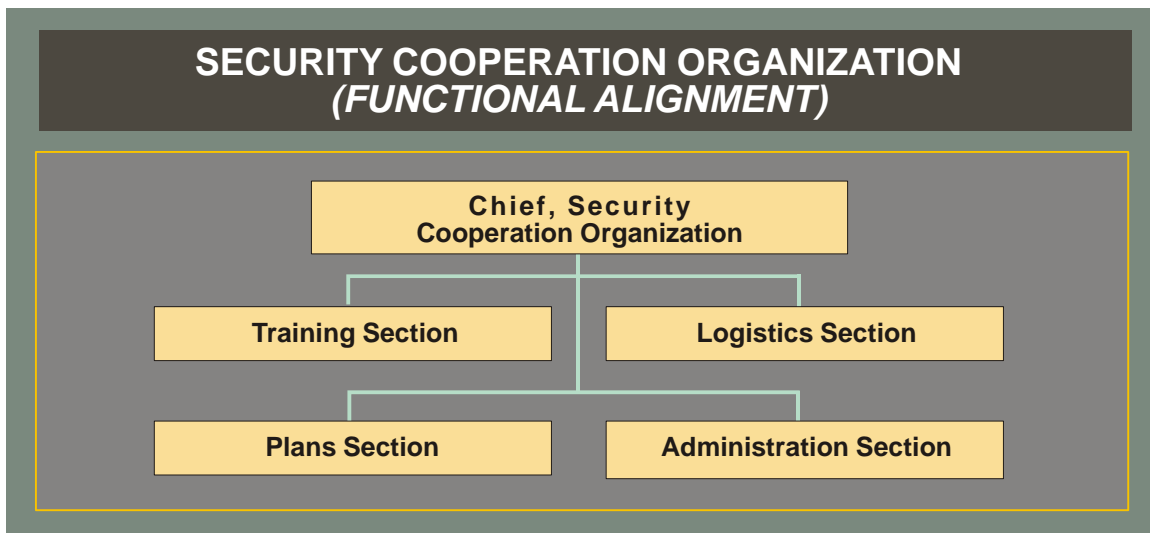 SECURITY COOPERATION ORGANIZATION
(FUNCTIONAL ALIGNMENT)
Chief, Security
Cooperation Organization
Training Section
Logistics Section
Plans Section
Administration Section